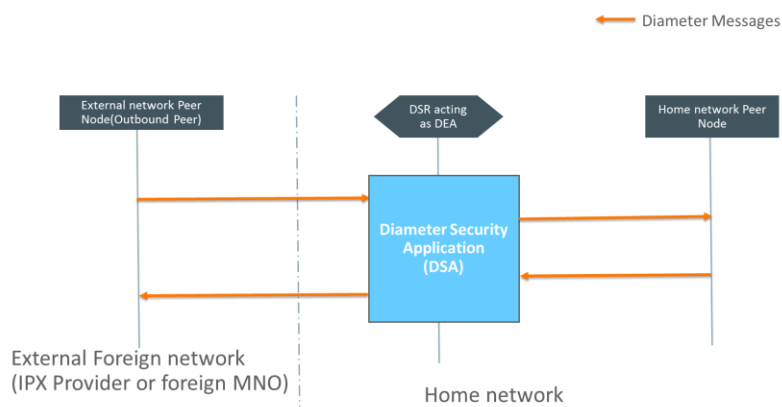 Diameter Messages
External network Peer
Node(Outbound Peer)
DSR acting
as DEA
Home network Peer
Node
Diameter Security
Application
(DSA)
External Foreign network
(IPX Provider or foreign MNO)
Home network